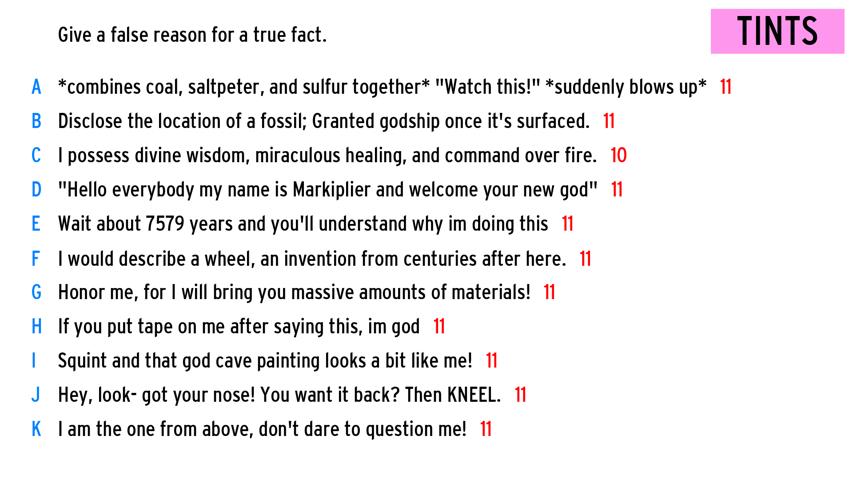 Give a false reason for a true fact.
TINTS
A *combines coal, saltpeter, and sulfur together* "Watch this!" *suddenly blows up* 11
B Disclose the location of a fossil; Granted godship once it's surfaced. 11
C I possess divine wisdom, miraculous healing, and command over fire. 10
D "Hello everybody my name is Markiplier and welcome your new god" 11
E Wait about 7579 years and you'll understand why im doing this 11
F I would describe a wheel, an invention from centuries after here. 11
G Honor me, for I will bring you massive amounts of materials! 11
H If you put tape on me after saying this, im god 11
I Squint and that god cave painting looks a bit like me! 11
J Hey, look- got your nose! You want it back? Then KNEEL. 11
K I am the one from above, don't dare to question me! 11